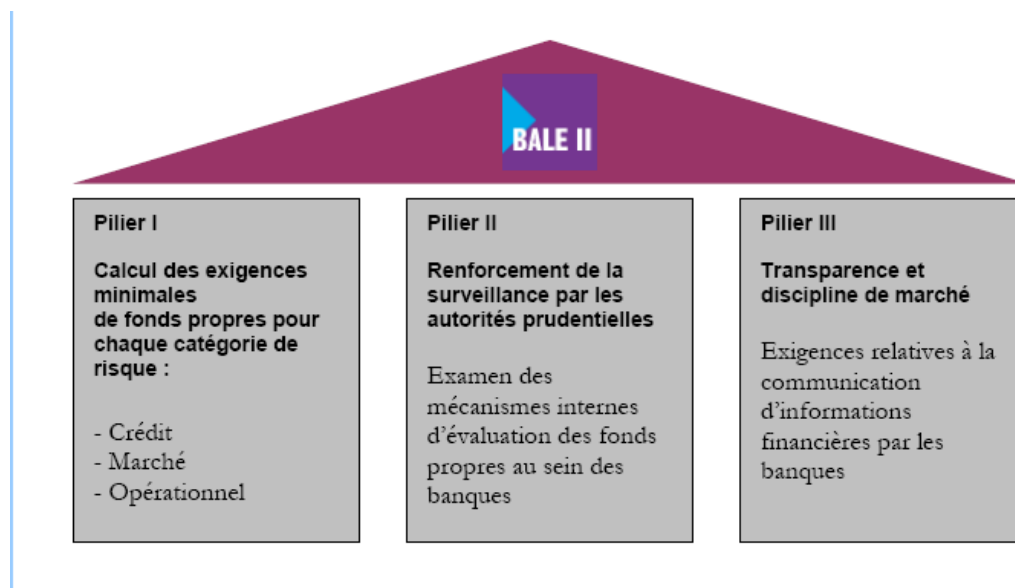 BALE II
Pilier I
Calcul des exigences
minimales
de fonds propres pour
chaque catégorie de
risque :
- Crédit
- Marché
- Opérationnel
Pilier II
Renforcement de la
surveillance par les
autorités prudentielles
Examen des
mécanismes internes
d'évaluation des fonds
propres au sein des
banques
Pilier III
Transparence et
discipline de marché
Exigences relatives à la
communication
d'informations
financières par les
banques